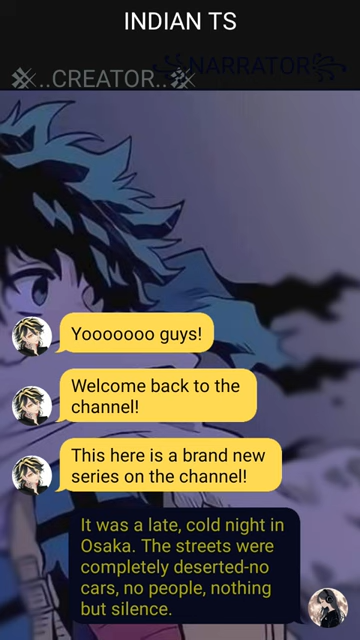 INDIAN TS
꧁NARRATOR꧂
※..CREATOR..※
Yooooooo guys!
Welcome back to the
channel!
This here is a brand new
series on the channel!
It was a late, cold night in
Osaka. The streets were
completely deserted-no
cars, no people, nothing
but silence.